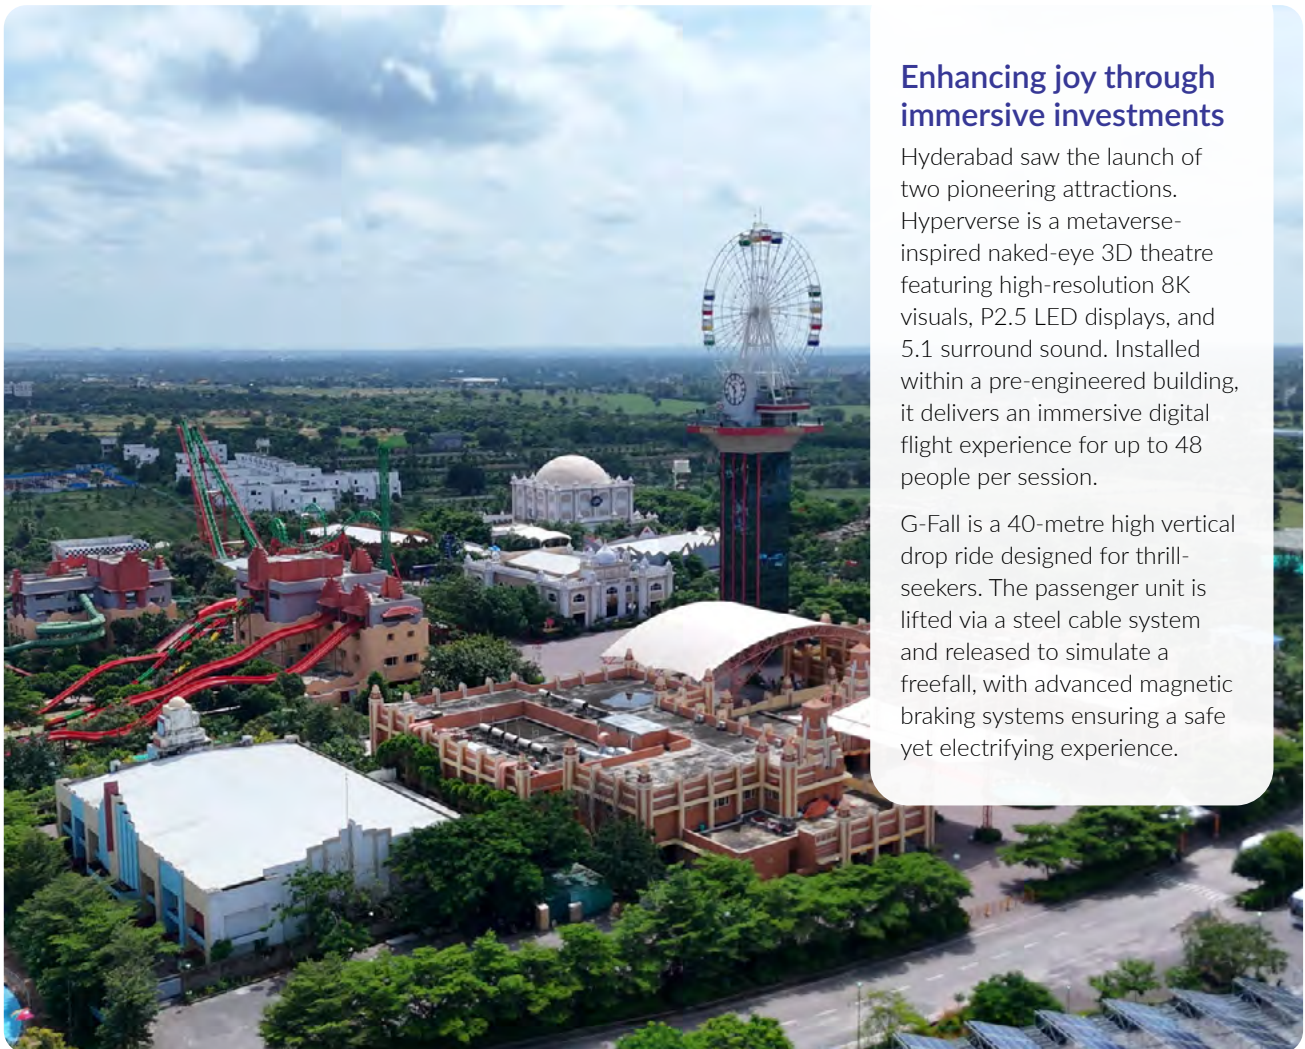 Enhancing joy through
immersive investments
Hyderabad saw the launch of
two pioneering attractions.
Hyperverse is a metaverse-
inspired naked-eye 3D theatre
featuring high-resolution 8K
visuals, P2.5 LED displays, and
5.1 surround sound. Installed
within a pre-engineered building,
it delivers an immersive digital
flight experience for up to 48
people per session.
G-Fall is a 40-metre high vertical
drop ride designed for thrill-
seekers. The passenger unit is
lifted via a steel cable system
and released to simulate a
freefall, with advanced magnetic
braking systems ensuring a safe
yet electrifying experience.